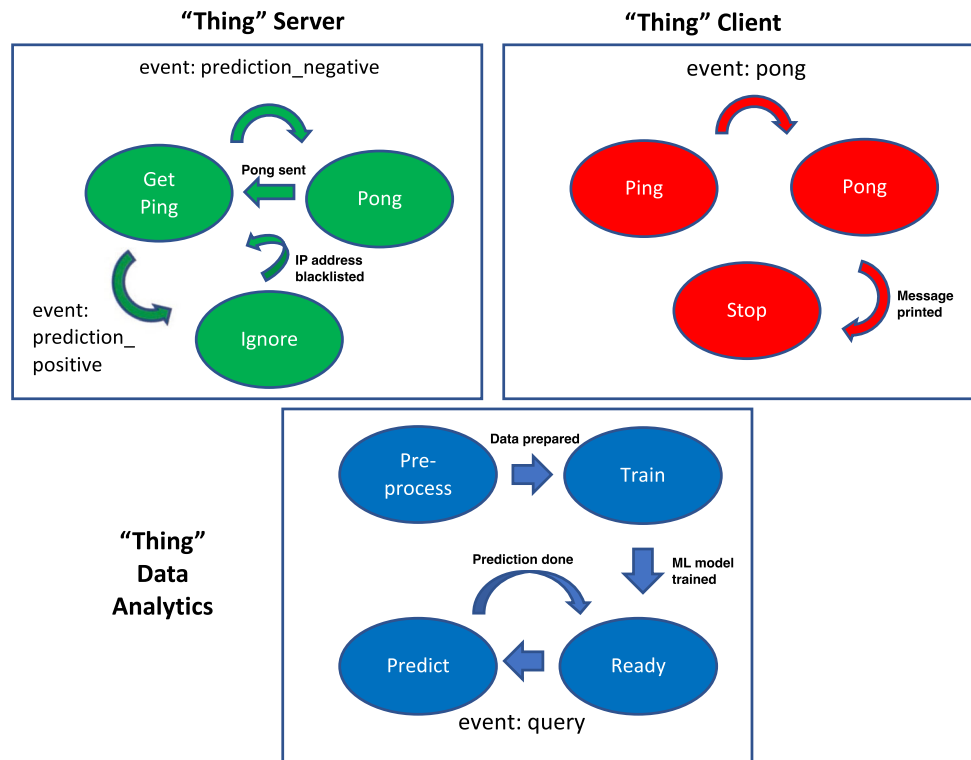 “Thing” Server
event: prediction_negative
Get
Ping
Pong sent
Pong
IP address
blacklisted
event:
prediction_
positive
Ignore
“Thing” Client
event: pong
Ping
Pong
Stop
Message
printed
“Thing”
Data
Analytics
Pre-
process
Data prepared
Train
ML model
trained
Prediction done
Predict
Ready
event: query